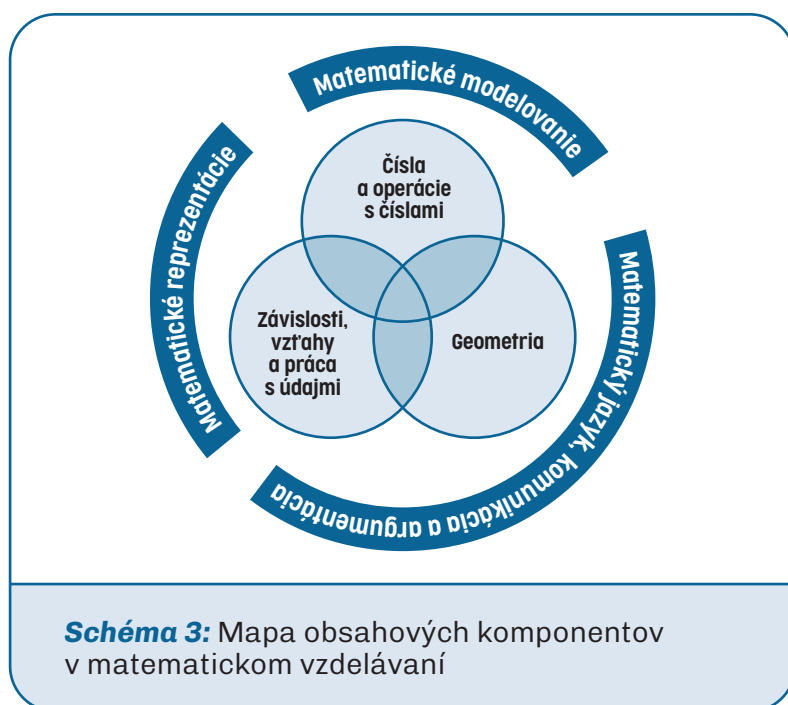 Matematické modelovanie
Matematické reprezentácie
Čísla
a operácie
s číslami
Závislosti,
vzťahy
a práca
s údajmi
Geometria
Matematický jazyk, komunikácia a argumentácia
Schéma 3: Mapa obsahových komponentov
v matematickom vzdelávaní